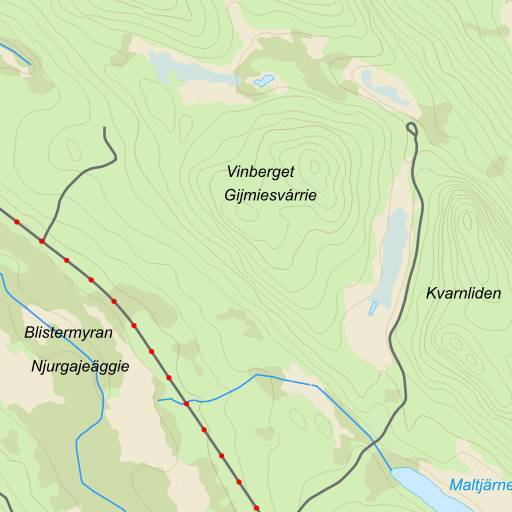 Vinberget
Gijmiesvárrie
Kvarnliden
Blistermyran
Njurgajeäggie
Maltjärne